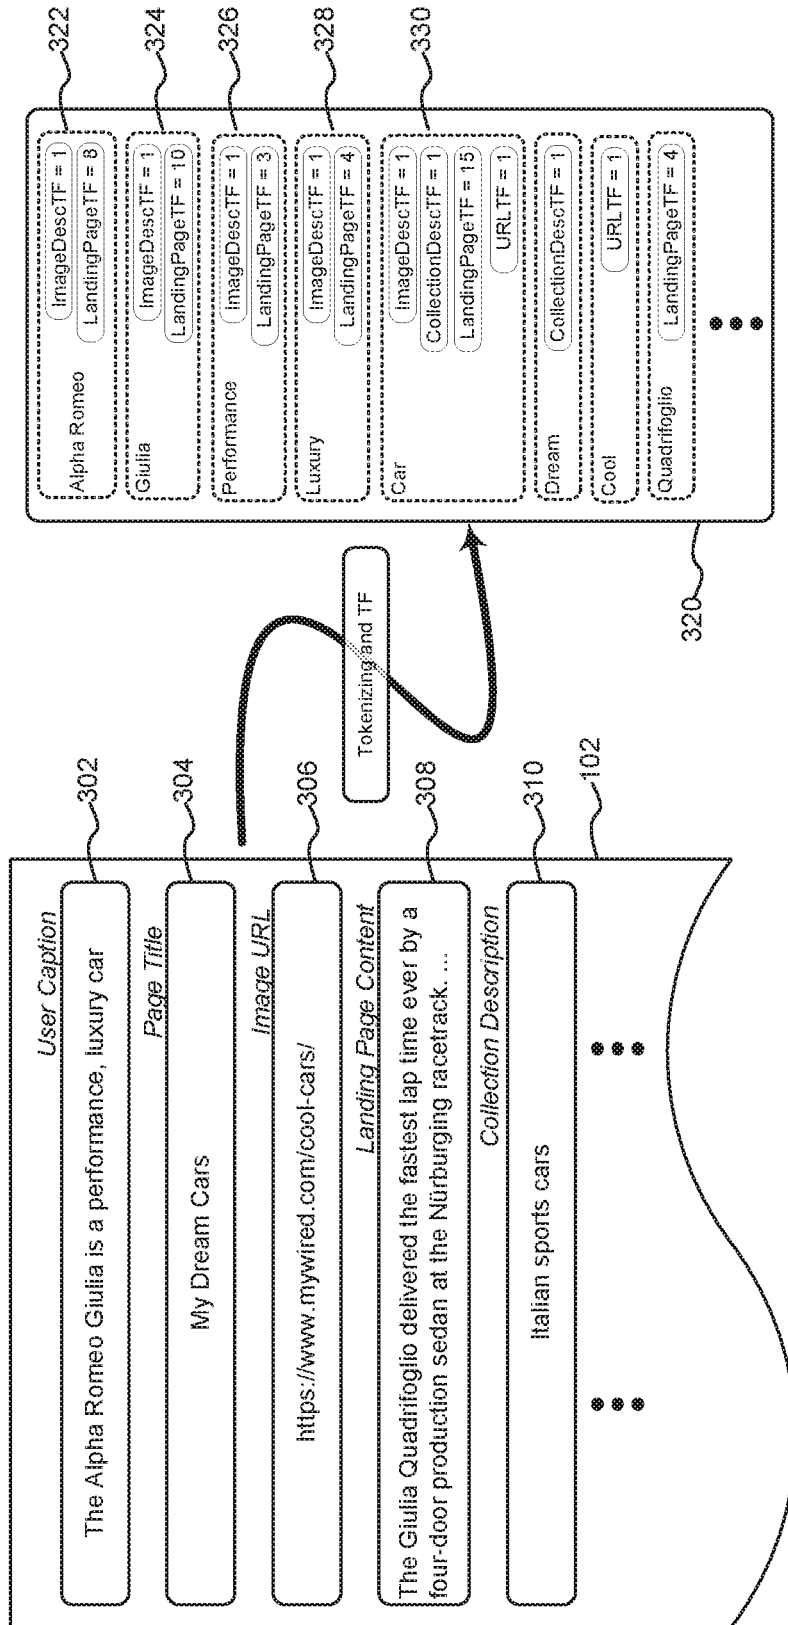 User Caption
The Alpha Romeo Giulia is a performance, luxury car
302
Page Title
My Dream Cars
304
Image URL
https://www.mywired.com/cool-cars/
306
Landing Page Content
The Giulia Quadrifoglio delivered the fastest lap time ever by a
four-door production sedan at the Nürburging racetrack. ...
308
Collection Description
Italian sports cars
310
102
Tokenizing and TF
320
Alpha Romeo
ImageDescTF = 1
LandingPageTF = 8
322
Giulia
ImageDescTF = 1
LandingPageTF = 10
324
Performance
ImageDescTF = 1
LandingPageTF = 3
326
Luxury
ImageDescTF = 1
LandingPageTF = 4
328
Car
ImageDescTF = 1
CollectionDescTF = 1
LandingPageTF = 15
URLTF = 1
330
Dream
CollectionDescTF = 1
Cool
URLTF = 1
Quadrifoglio
LandingPageTF = 4